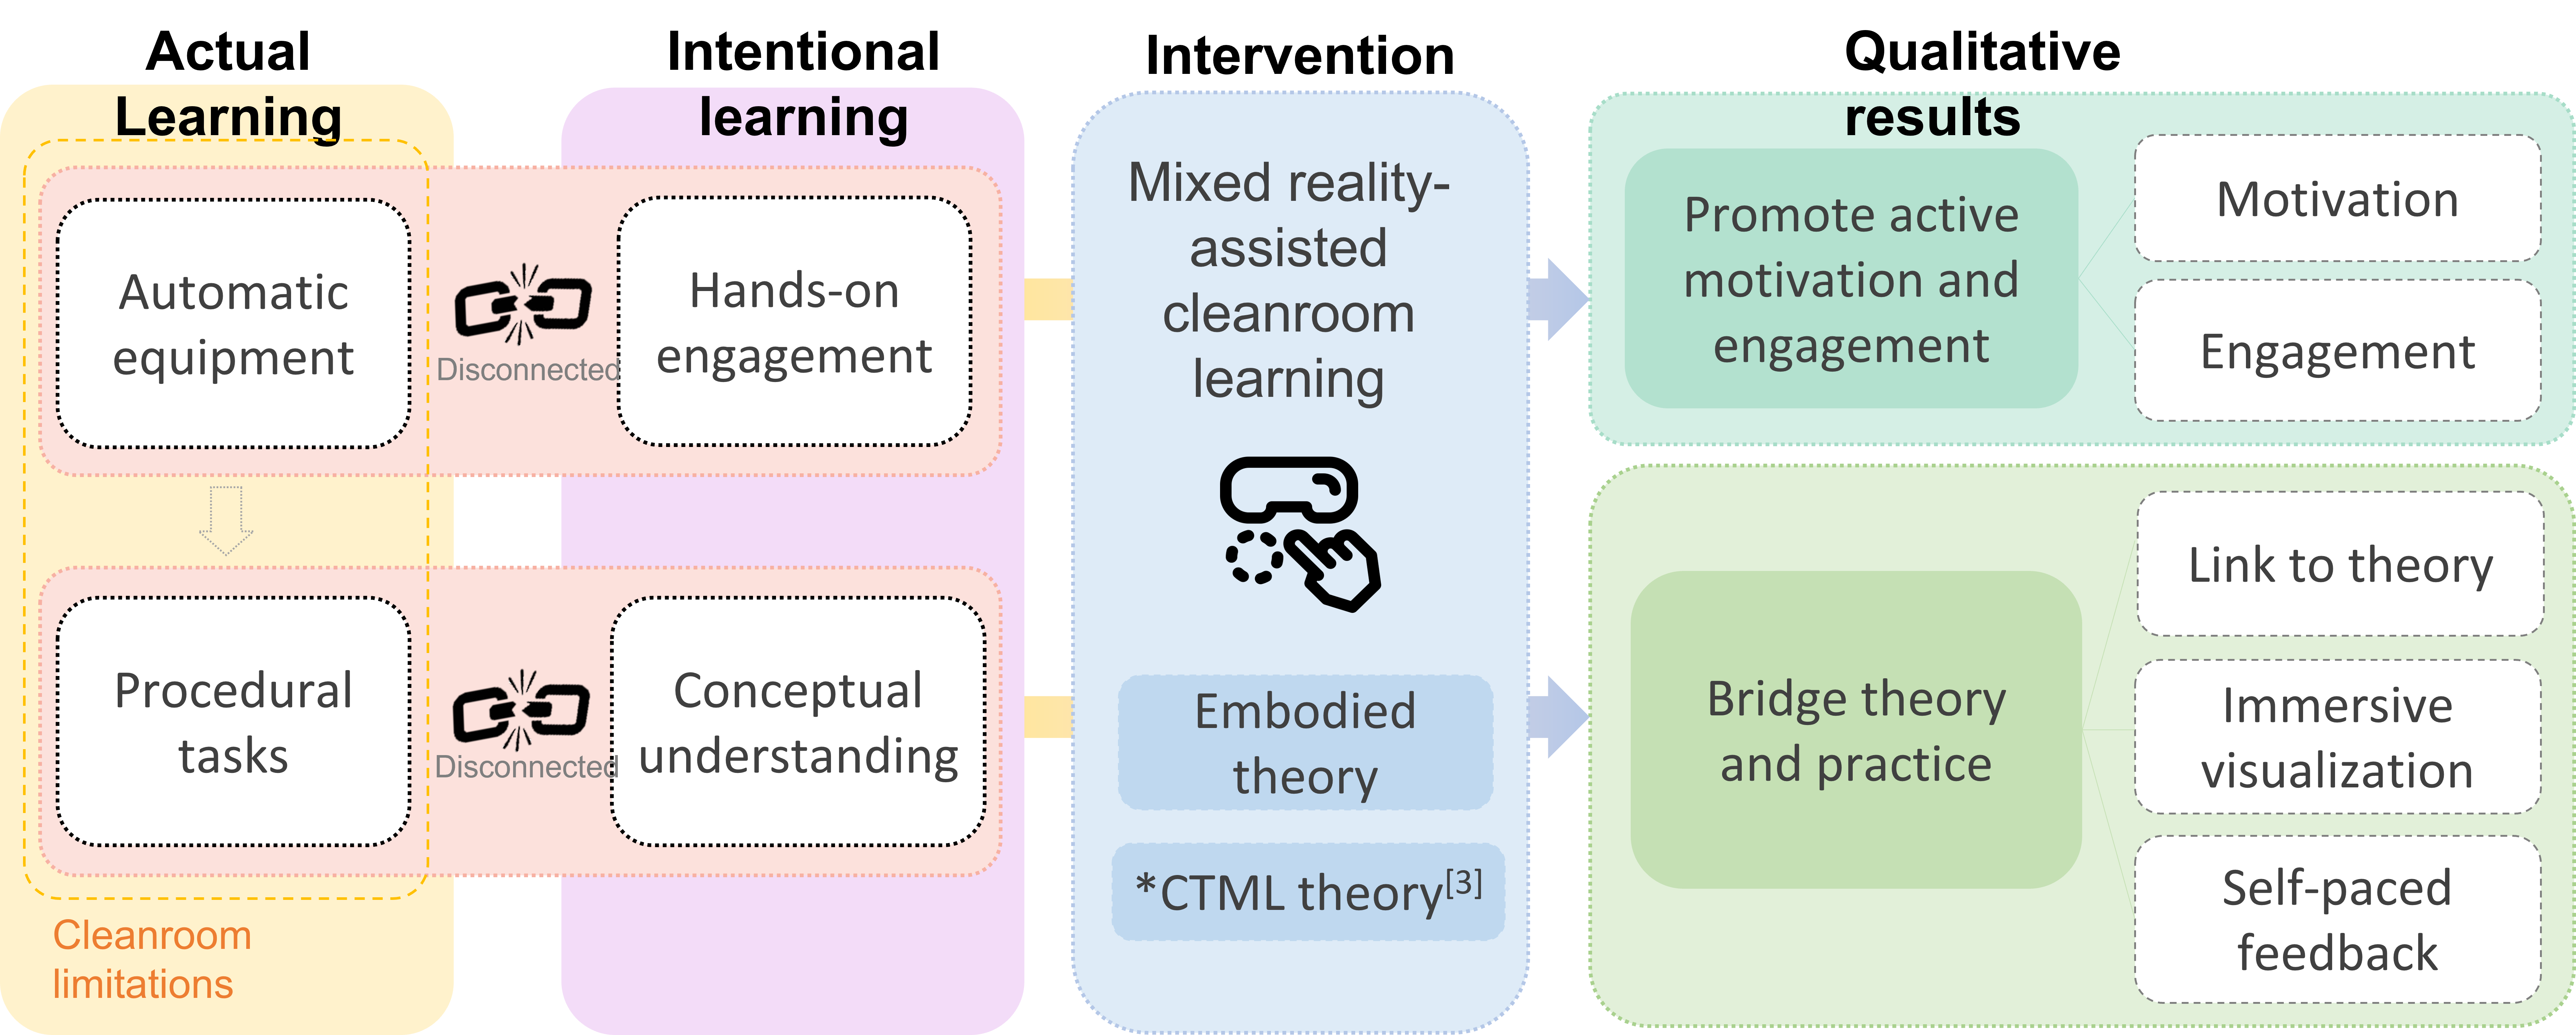 Actual
Learning
Intentional
learning
Intervention
Qualitative
results
Automatic
equipment
Disconnected
Hands-on
engagement
Procedural
tasks
Disconnected
Conceptual
understanding
Cleanroom
limitations
Mixed reality-
assisted
cleanroom
learning
Embodied
theory
*CTML theory[3]
Promote active
motivation and
engagement
Motivation
Engagement
Bridge theory
and practice
Link to theory
Immersive
visualization
Self-paced
feedback